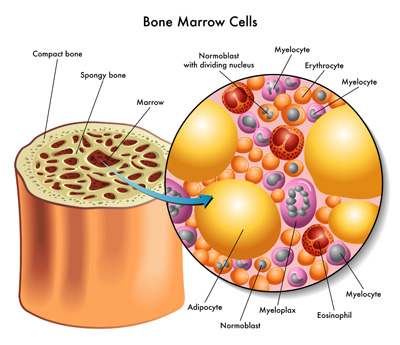 Bone Marrow Cells
Compact bone
Spongy bone
Marrow
Normoblast
with dividing nucleus
Myelocyte
Erythrocyte
Myelocyte
Adipocyte
Normoblast
Myeloplax
Eosinophil
Myelocyte